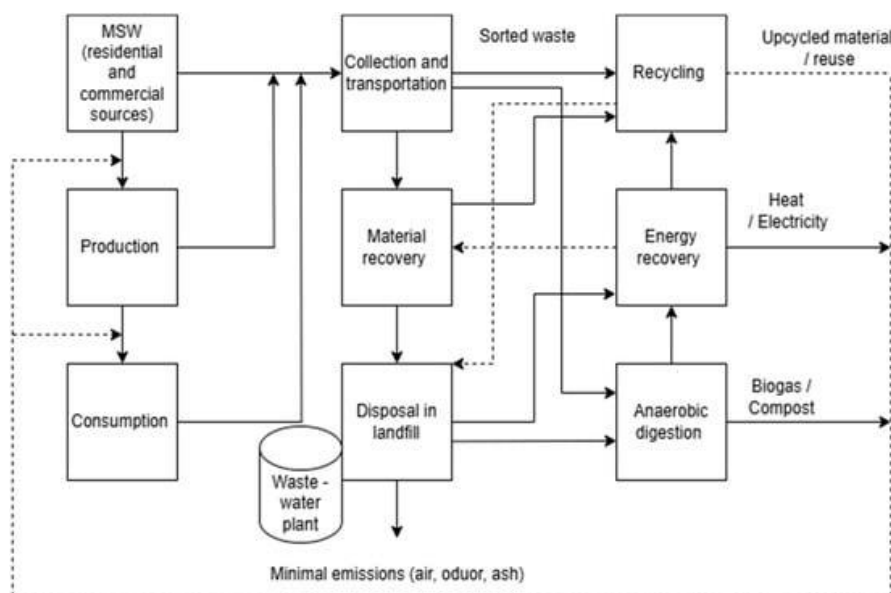 MSW
(residential
and
commercial
sources)
Collection and
transportation
Sorted waste
Recycling
Upcycled material
/ reuse
Production
Material
recovery
Energy
recovery
Heat
/ Electricity
Consumption
Disposal in
landfill
Anaerobic
digestion
Biogas /
Compost
Waste -
water
plant
Minimal emissions (air, oduor, ash)